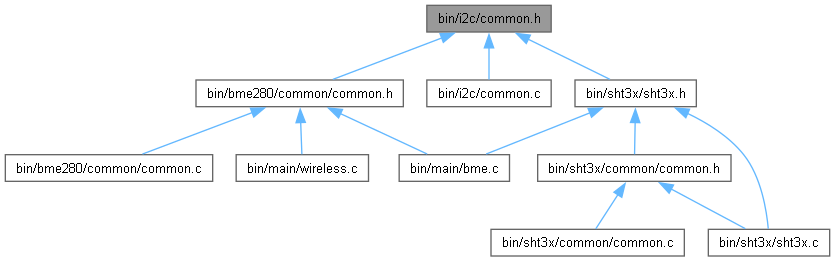 bin/i2c/common.h
bin/bme280/common/common.h
bin/i2c/common.c
bin/sht3x/sht3x.h
bin/bme280/common/common.c
bin/main/wireless.c
bin/main/bme.c
bin/sht3x/common/common.h
bin/sht3x/common/common.c
bin/sht3x/sht3x.c